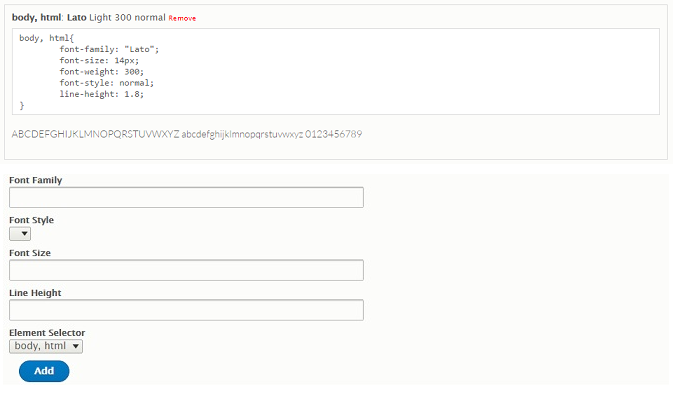 body, html: Lato Light 300 normal Remove
body, html{
font-family: "Lato";
font-size: 14px;
font-weight: 300;
font-style: normal;
line-height: 1.8;
}
ABCDEFGHIJKLMNOPQRSTUVWXYZ abcdefghijklmnopqrstuvwxyz 0123456789
Font Family
Font Style
Font Size
Line Height
Element Selector
body, html
Add